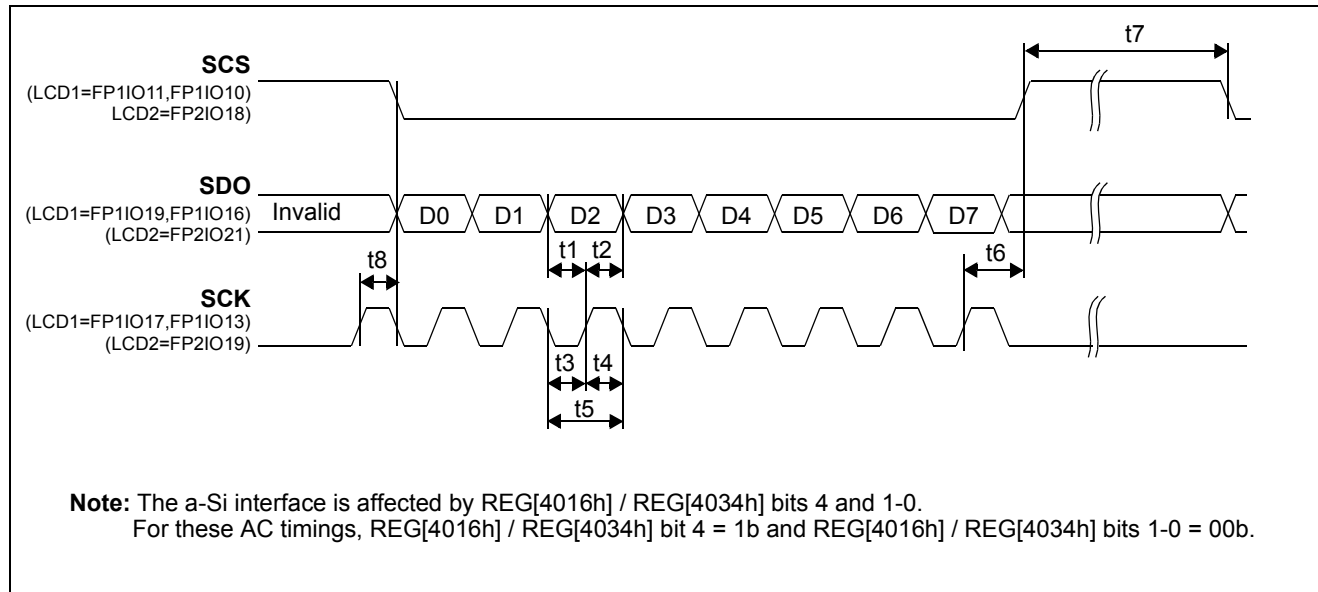 t7
SCS
(LCD1=FP1IO11,FP1IO10)
LCD2=FP2IO18)
SDO
(LCD1=FP1IO19,FP1IO16)
(LCD2=FP2IO21)
Invalid D0 D1 D2 D3 D4 D5 D6 D7
t1 t2
t8
t6
SCK
(LCD1=FP1IO17,FP1IO13)
(LCD2=FP2IO19)
t3 t4
t5
Note: The a-Si interface is affected by REG[4016h] / REG[4034h] bits 4 and 1-0.
For these AC timings, REG[4016h] / REG[4034h] bit 4 = 1b and REG[4016h] / REG[4034h] bits 1-0 = 00b.